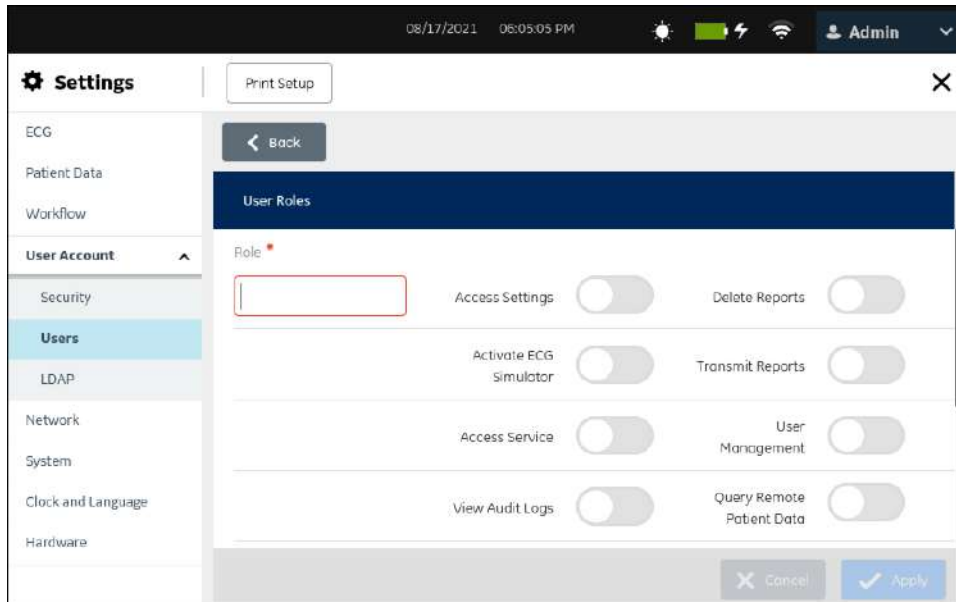 08/17/2021 06:05:05 PM Admin
Settings
Print Setup
ECG
Back
Patient Data
Workflow
User Roles
User Account
Role *
Security
Access Settings
Delete Reports
Users
Activate ECG
Simulator
Transmit Reports
LDAP
Network
Access Service
User
Management
System
Clock and Language
View Audit Logs
Query Remote
Patient Data
Hardware
Cancel
Apply